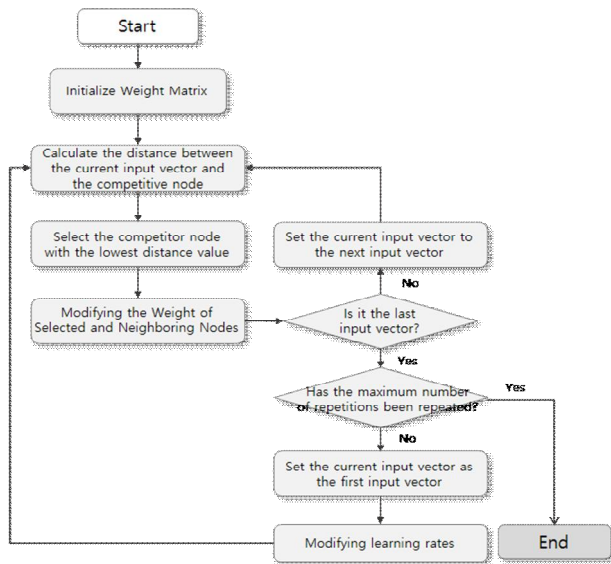 Start
Initialize Weight Matrix
Calculate the distance between
the current input vector and
the competitive node
Select the competitor node
with the lowest distance value
Set the current input vector to
the next input vector
No
Modifying the Weight of
Selected and Neighboring Nodes
Is it the last
input vector?
Yes
Has the maximum number
of repetitions been repeated?
Yes
No
Set the current input vector as
the first input vector
Modifying learning rates
End